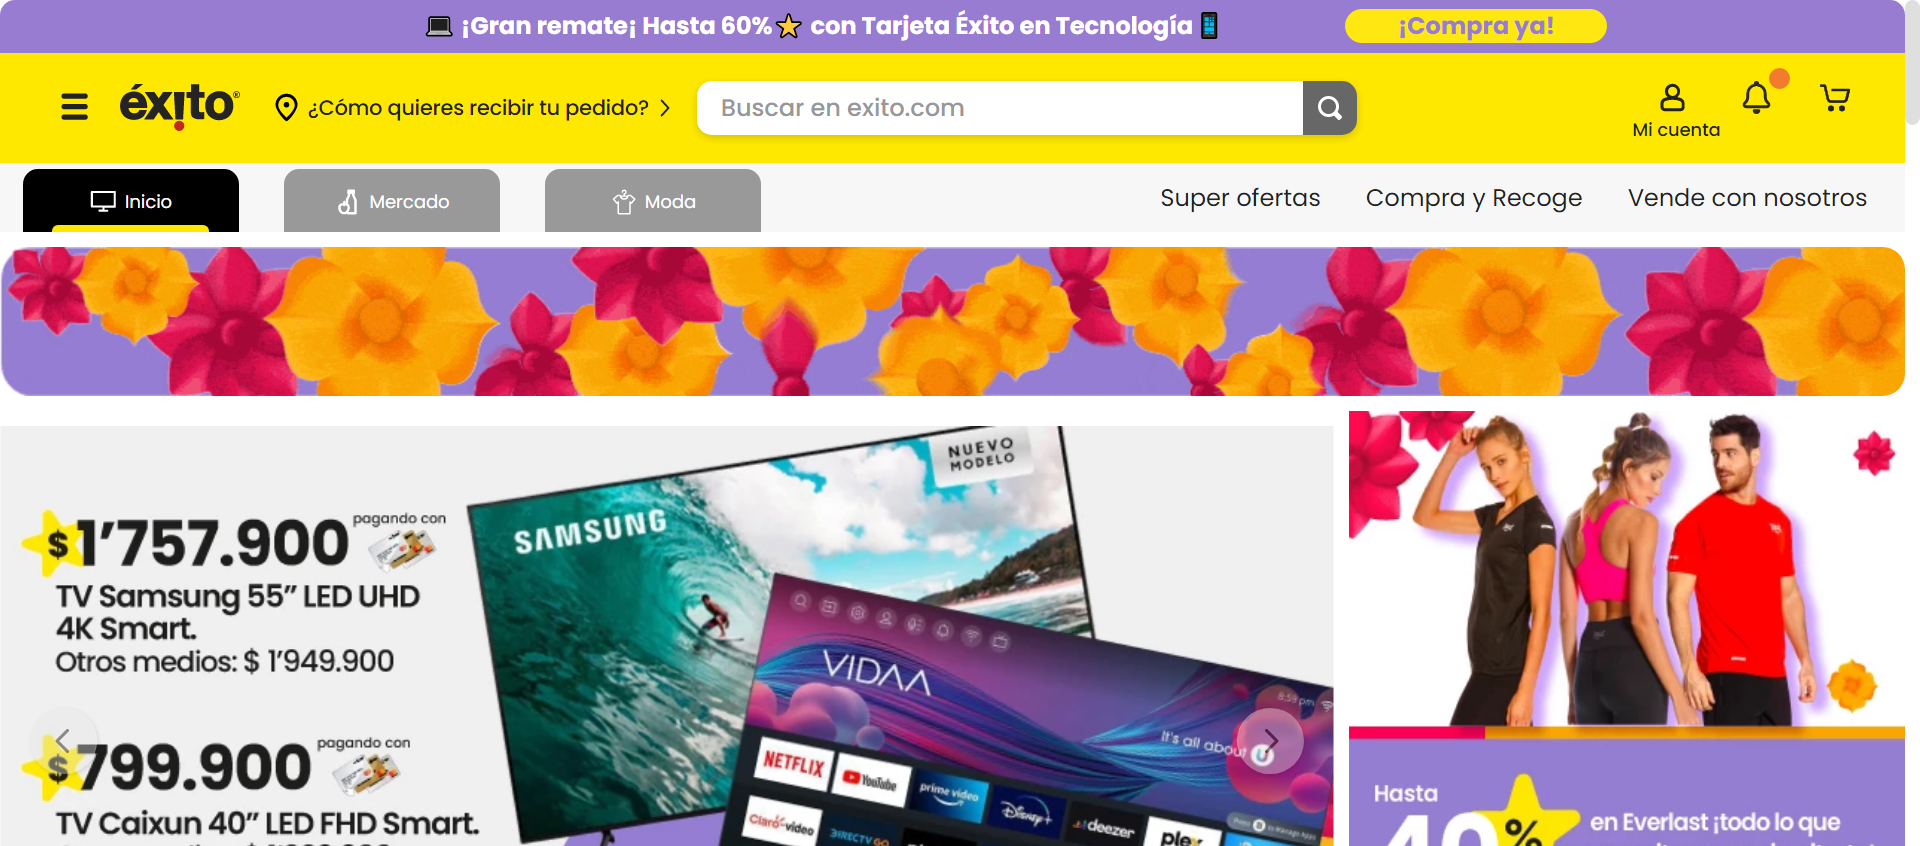 ¡Gran remate¡ Hasta 60% con Tarjeta Éxito en Tecnología
¡Compra ya!
éxito®
¿Cómo quieres recibir tu pedido?
Buscar en exito.com
Mi cuenta
Inicio
Mercado
Moda
Super ofertas
Compra y Recoge
Vende con nosotros
NUEVO
MODELO
SAMSUNG
$1'757.900 pagando con
TV Samsung 55” LED UHD
4K Smart.
Otros medios: $ 1’949.900
VIDAA
8:59 pm
It's all about U
$799.900 pagando con
TV Caixun 40” LED FHD Smart.
NETFLIX
YouTube
prime video
Disney+
deezer
plex
Claro-video
DIRECTV GO
Hasta
40%
en Everlast ¡todo lo que